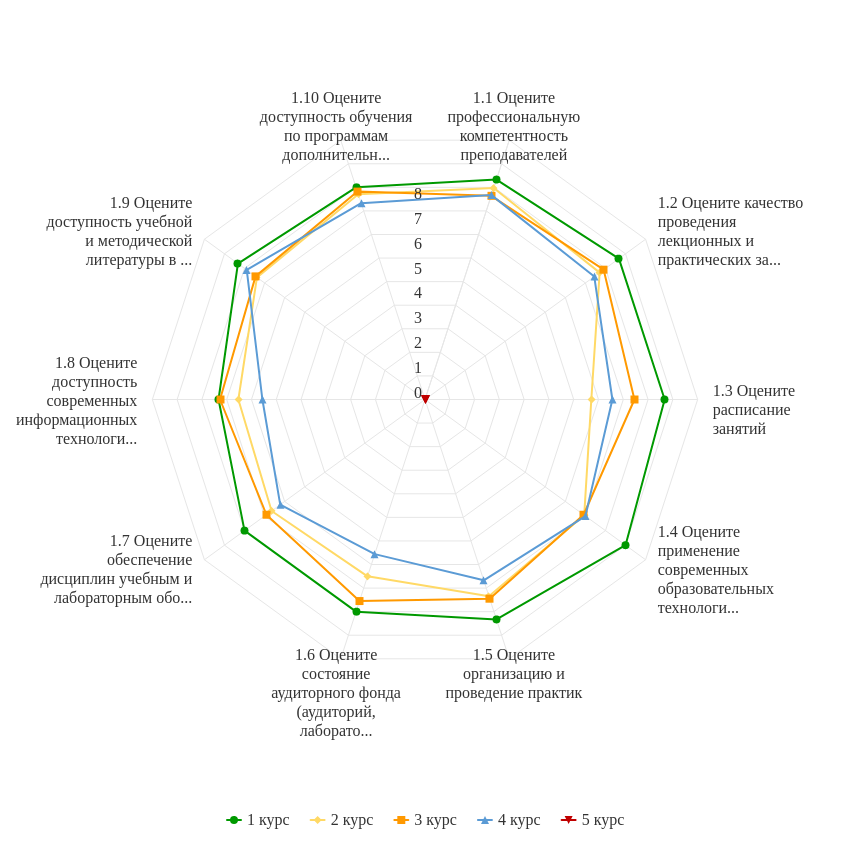 1.10 Оцените
доступность обучения
по программам
дополнительн...
1.1 Оцените
профессиональную
компетентность
преподавателей
1.9 Оцените
доступность учебной
и методической
литературы в ...
1.2 Оцените качество
проведения
лекционных и
практических за...
8
7
6
5
4
3
2
1
0
1.8 Оцените
доступность
современных
информационных
технологи...
1.3 Оцените
расписание
занятий
1.7 Оцените
обеспечение
дисциплин учебным и
лабораторным обо...
1.4 Оцените
применение
современных
образовательных
технологи...
1.6 Оцените
состояние
аудиторного фонда
(аудиторий,
лаборато...
1.5 Оцените
организацию и
проведение практик
1 курс 2 курс 3 курс 4 курс 5 курс